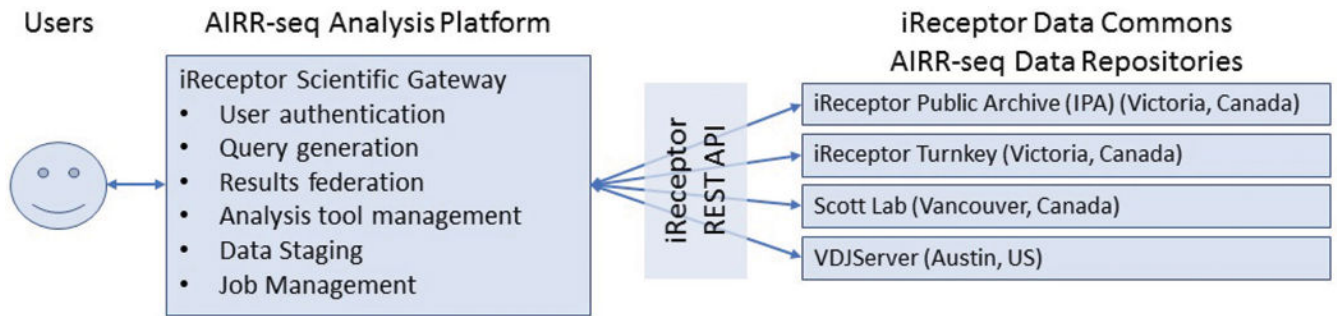 Users
AIRR-seq Analysis Platform
iReceptor Scientific Gateway
• User authentication
• Query generation
• Results federation
• Analysis tool management
• Data Staging
• Job Management
iReceptor
REST API
iReceptor Data Commons
AIRR-seq Data Repositories
iReceptor Public Archive (IPA) (Victoria, Canada)
iReceptor Turnkey (Victoria, Canada)
Scott Lab (Vancouver, Canada)
VDJServer (Austin, US)